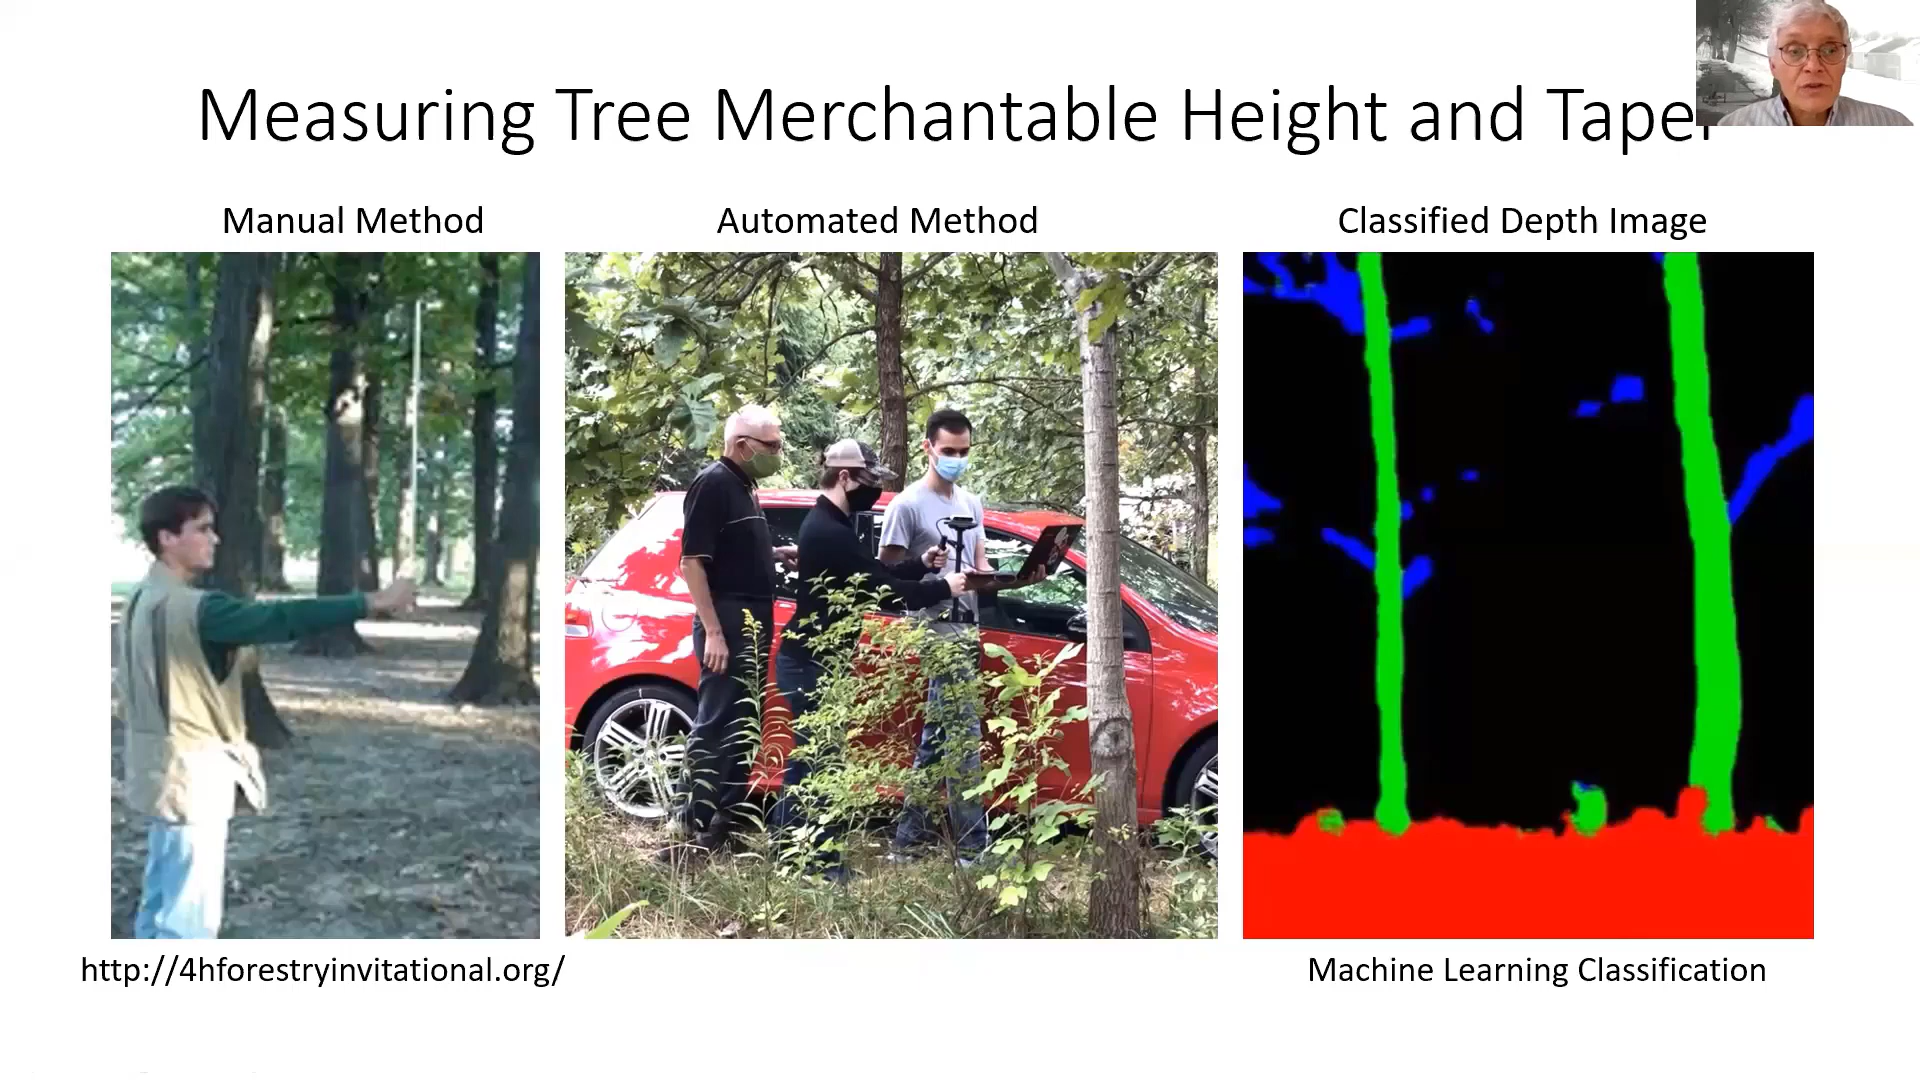 Measuring Tree Merchantable Height and Taper
Manual Method
Automated Method
Classified Depth Image
http://4hforestryinvitational.org/
Machine Learning Classification